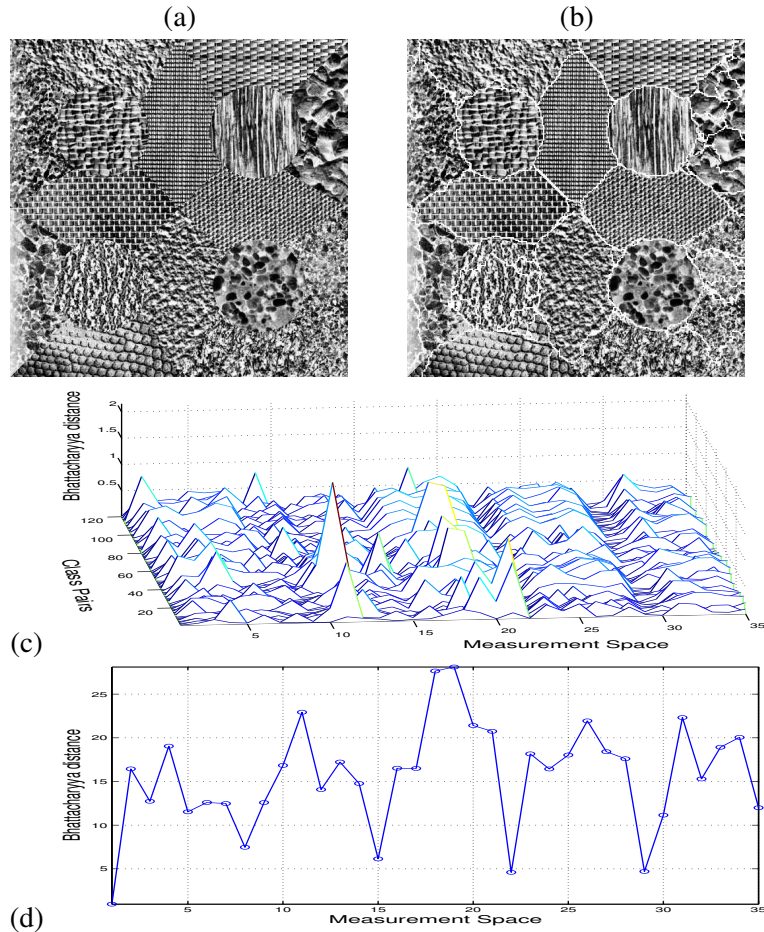 (a) (b)
Bhattacharyya distance
2
1.5
1
0.5
120
100
80
60
40
20
Class Pairs
5 10 15 20 25 30 35
Measurement Space
(c)
Bhattacharyya distance
25
20
15
10
5
5 10 15 20 25 30 35
Measurement Space
(d)